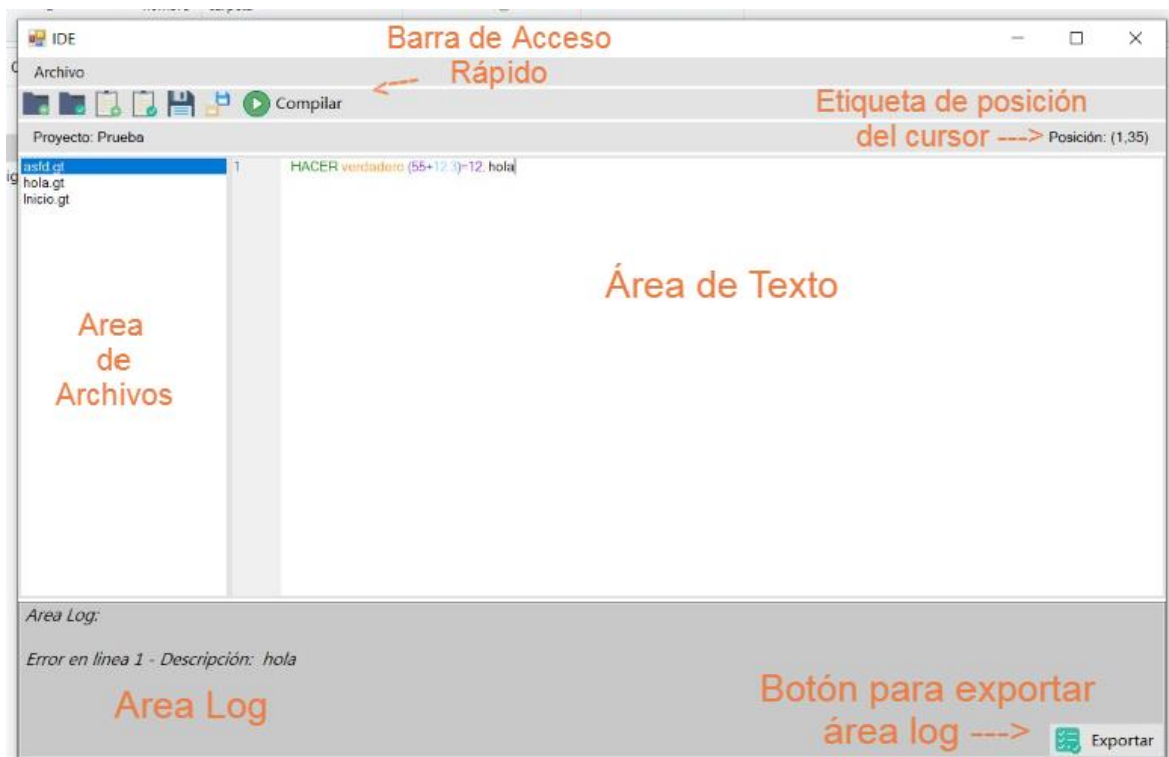 IDE
Barra de Acceso
Rápido
<---
Archivo
Compilar
Etiqueta de posición
del cursor --->
Proyecto: Prueba
Posición: (1,35)
asfd.gt
hola.gt
Inicio.gt
1
HACER verdadero (55+12.3)=12; hola
Área de Texto
Area
de
Archivos
Area Log:
Error en linea 1 - Descripción: hola
Area Log
Botón para exportar
área log --->
Exportar